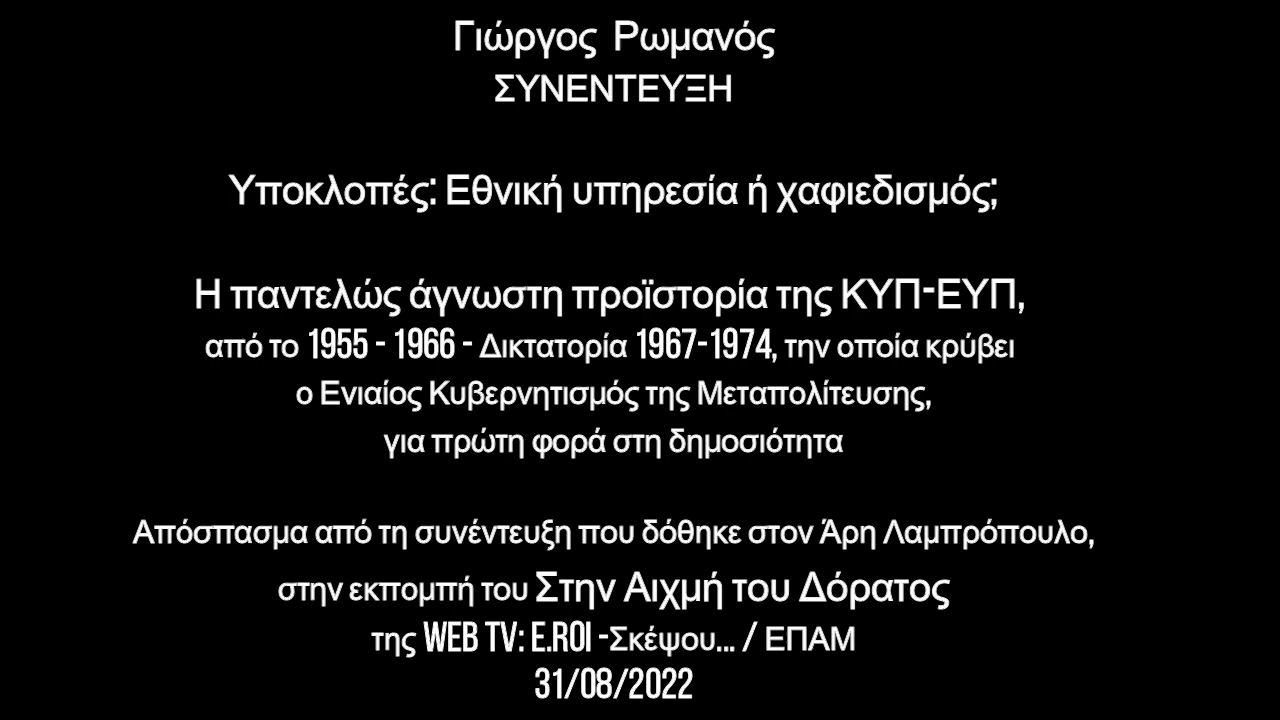 Γιώργος Ρωμανός
ΣΥΝΕΝΤΕΥΞΗ
Υποκλοπές: Εθνική υπηρεσία ή χαφιεδισμός;
Η παντελώς άγνωστη προϊστορία της ΚΥΠ-ΕΥΠ,
από το 1955 - 1966 - Δικτατορία 1967-1974, την οποία κρύβει
ο Ενιαίος Κυβερνητισμός της Μεταπολίτευσης,
για πρώτη φορά στη δημοσιότητα
Απόσπασμα από τη συνέντευξη που δόθηκε στον Άρη Λαμπρόπουλο,
στην εκπομπή του Στην Αιχμή του Δόρατος
της WEB TV: E.ROI -Σκέψου... / ΕΠΑΜ
31/08/2022